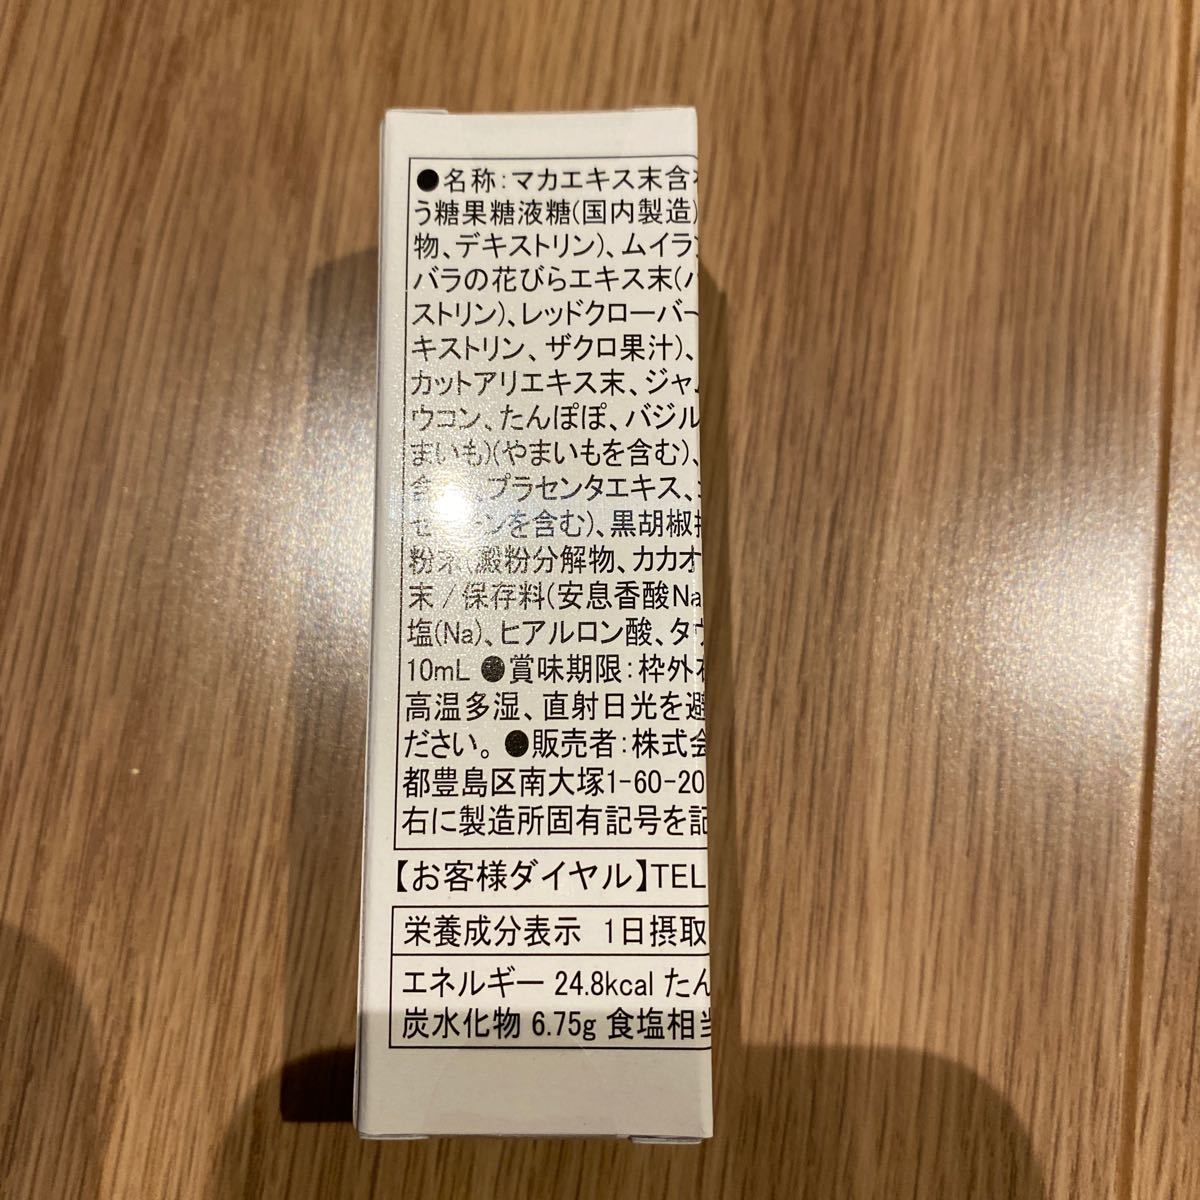 ●名称：マカエキス末含
う糖果糖液糖(国内製造)
物、デキストリン)、ムイラ
バラの花びらエキス末(バ
ストリン)、レッドクローバー
キストリン、ザクロ果汁)、
カットアリエキス末、ジャ
ウコン、たんぽぽ、バジル
まいも)(やまいもを含む)、
プラセンタエキス、
ンを含む)、黒胡椒
粉末(澱粉分解物、カカオ
末/保存料(安息香酸Na
塩(Na)、ヒアルロン酸、タウ
10mL ●賞味期限：枠外
高温多湿、直射日光を避
ださい。●販売者：株式会
都豊島区南大塚1-60-20
右に製造所固有記号を記
【お客様ダイヤル】TEL
栄養成分表示 1日摂取
エネルギー 24.8kcal たん
炭水化物 6.75g 食塩相当